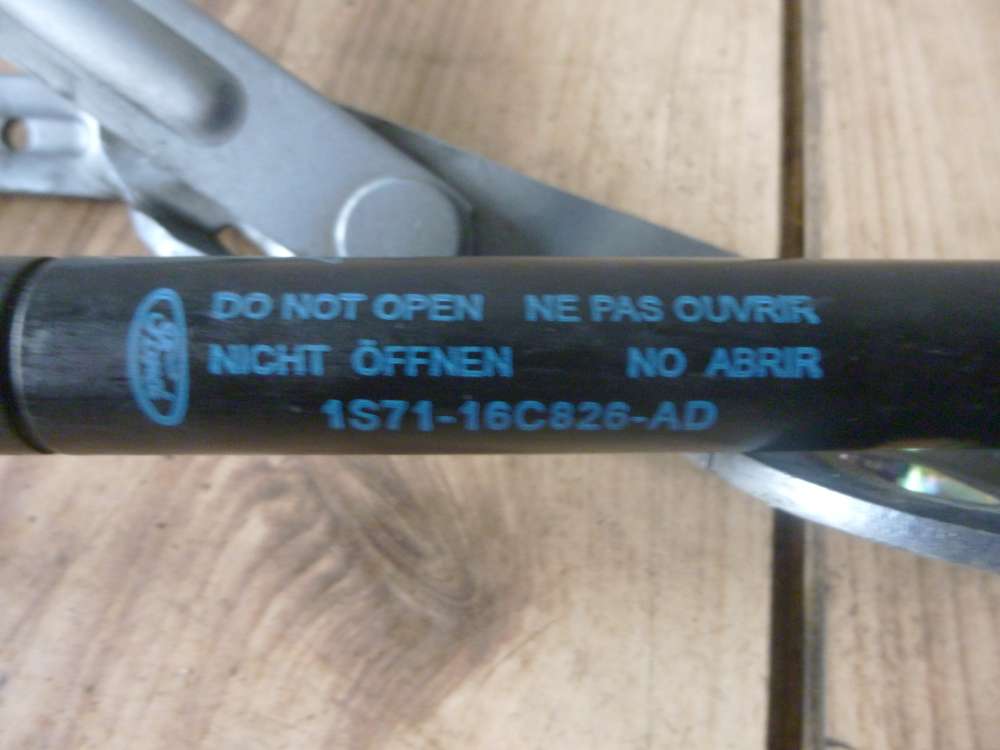 Ford
DO NOT OPEN NE PAS OUVRIR
NICHT ÖFFNEN NO ABRIR
1S71-16C826-AD